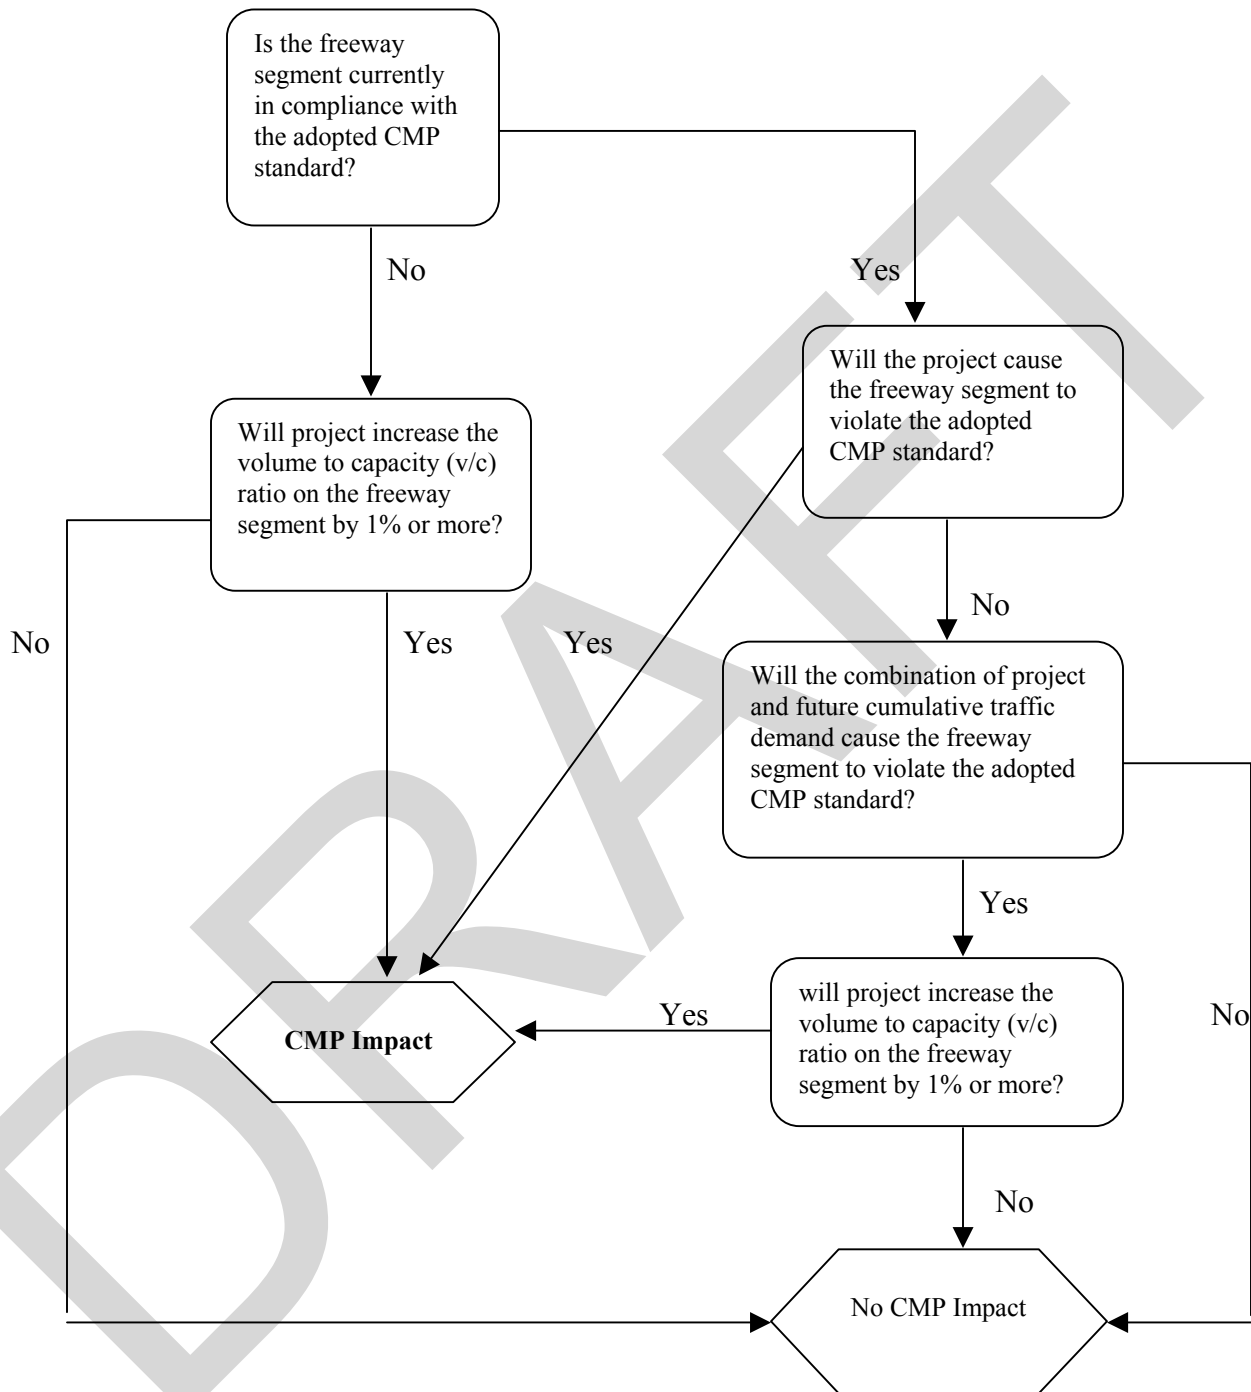 Is the freeway
segment currently
in compliance with
the adopted CMP
standard?
No
Yes
Will the project cause
the freeway segment to
violate the adopted
CMP standard?
Will project increase the
volume to capacity (v/c)
ratio on the freeway
segment by 1% or more?
No
No
Yes
Yes
Will the combination of project
and future cumulative traffic
demand cause the freeway
segment to violate the adopted
CMP standard?
Yes
will project increase the
volume to capacity (v/c)
ratio on the freeway
segment by 1% or more?
Yes
No
CMP Impact
No
No CMP Impact
DRAFT